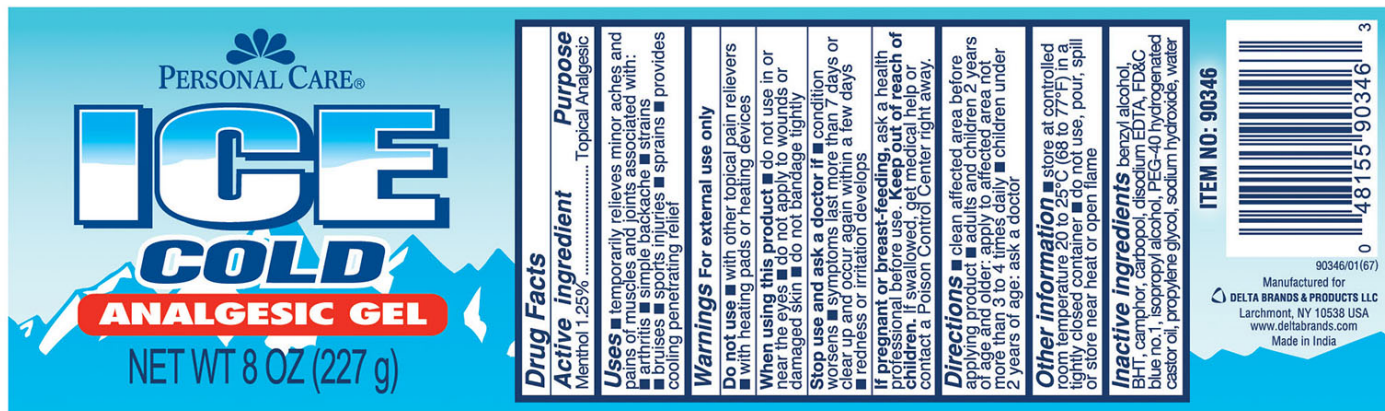 PERSONAL CARE®
ICE
COLD
ANALGESIC GEL
NET WT 8 OZ (227 g)
Drug Facts
Active ingredient Purpose
Menthol 1.25%........................Topical Analgesic
Uses ■ temporarily relieves minor aches and
pains of muscles and joints associated with:
■ arthritis ■ simple backache ■ strains
■ bruises ■ sports injuries ■ sprains ■ provides
cooling penetrating relief
Warnings For external use only
Do not use ■ with other topical pain relievers
■ with heating pads or heating devices
When using this product ■ do not use in or
near the eyes ■ do not apply to wounds or
damaged skin ■ do not bandage tightly
Stop use and ask a doctor if ■ condition
worsens ■ symptoms last more than 7 days or
clear up and occur again within a few days
■ redness or irritation develops
If pregnant or breast-feeding, ask a health
professional before use. Keep out of reach of
children. If swallowed, get medical help or
contact a Poison Control Center right away.
Directions ■ clean affected area before
applying product ■ adults and children 2 years
of age and older: apply to affected area not
more than 3 to 4 times daily ■ children under
2 years of age: ask a doctor
Other information ■ store at controlled
room temperature 20 to 25°C (68 to 77°F) in a
tightly closed container ■ do not use, pour, spill
or store near heat or open flame
Inactive ingredients benzyl alcohol,
BHT, camphor, carbopol, disodium EDTA, FD&C
blue no.1, isopropyl alcohol, PEG-40 hydrogenated
castor oil, propylene glycol, sodium hydroxide, water
ITEM NO: 90346
0 48155 90346 3
90346/01(67)
Manufactured for
DELTA BRANDS & PRODUCTS LLC
Larchmont, NY 10538 USA
www.deltabrands.com
Made in India